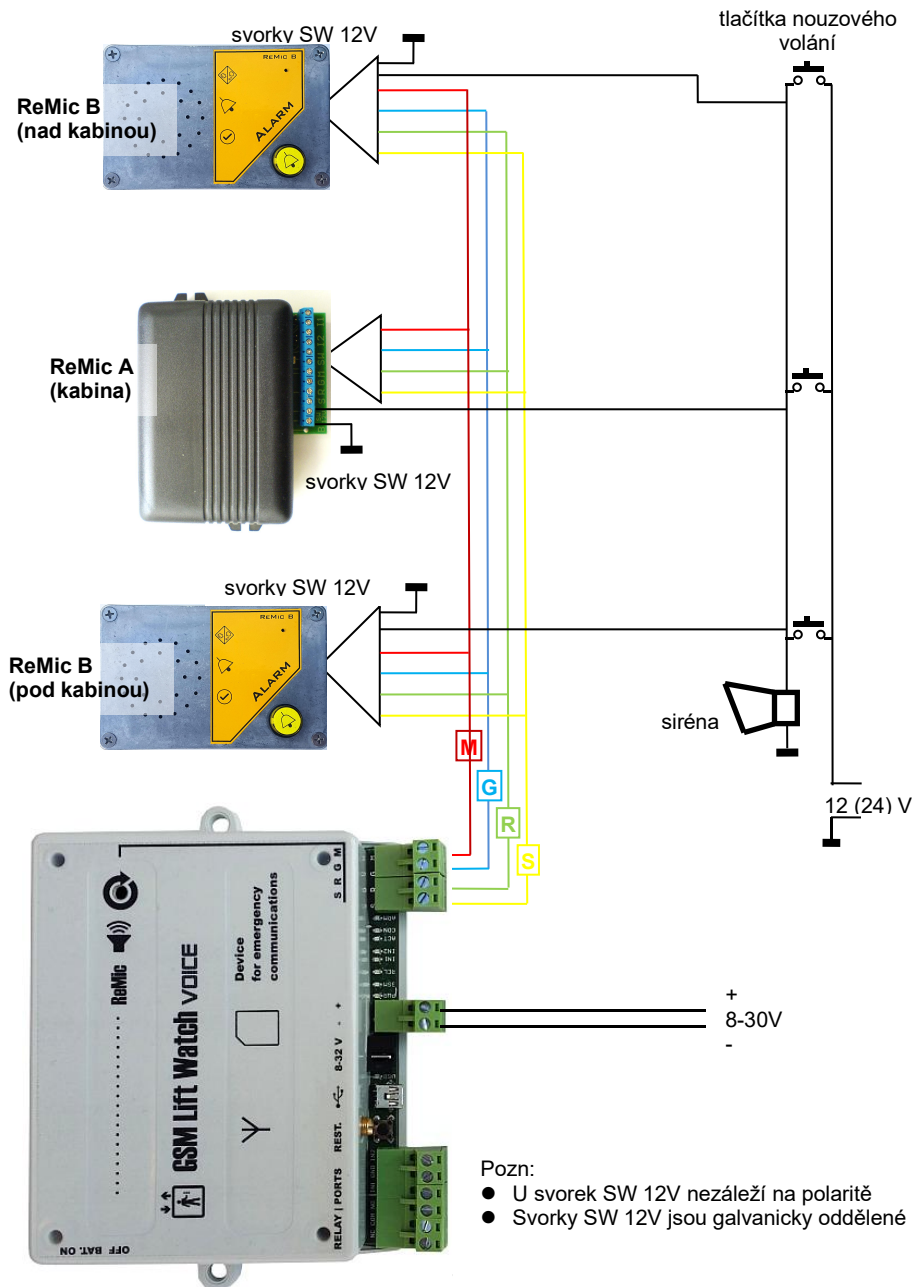 svorky SW 12V
tlačítka nouzového
volání
REMIC B
ALARM
ReMic B
(nad kabinou)
ReMic A
(kabina)
svorky SW 12V
svorky SW 12V
REMIC B
ALARM
ReMic B
(pod kabinou)
siréna
M
G
R
S
12 (24) V
S R G M
ReMic
GSM Lift Watch VOICE
Device
for emergency
communications
+
8-30V
-
8-32 V - +
REST.
RELAY | PORTS
OFF BAT. ON
Pozn:
● U svorek SW 12V nezáleží na polaritě
● Svorky SW 12V jsou galvanicky oddělené